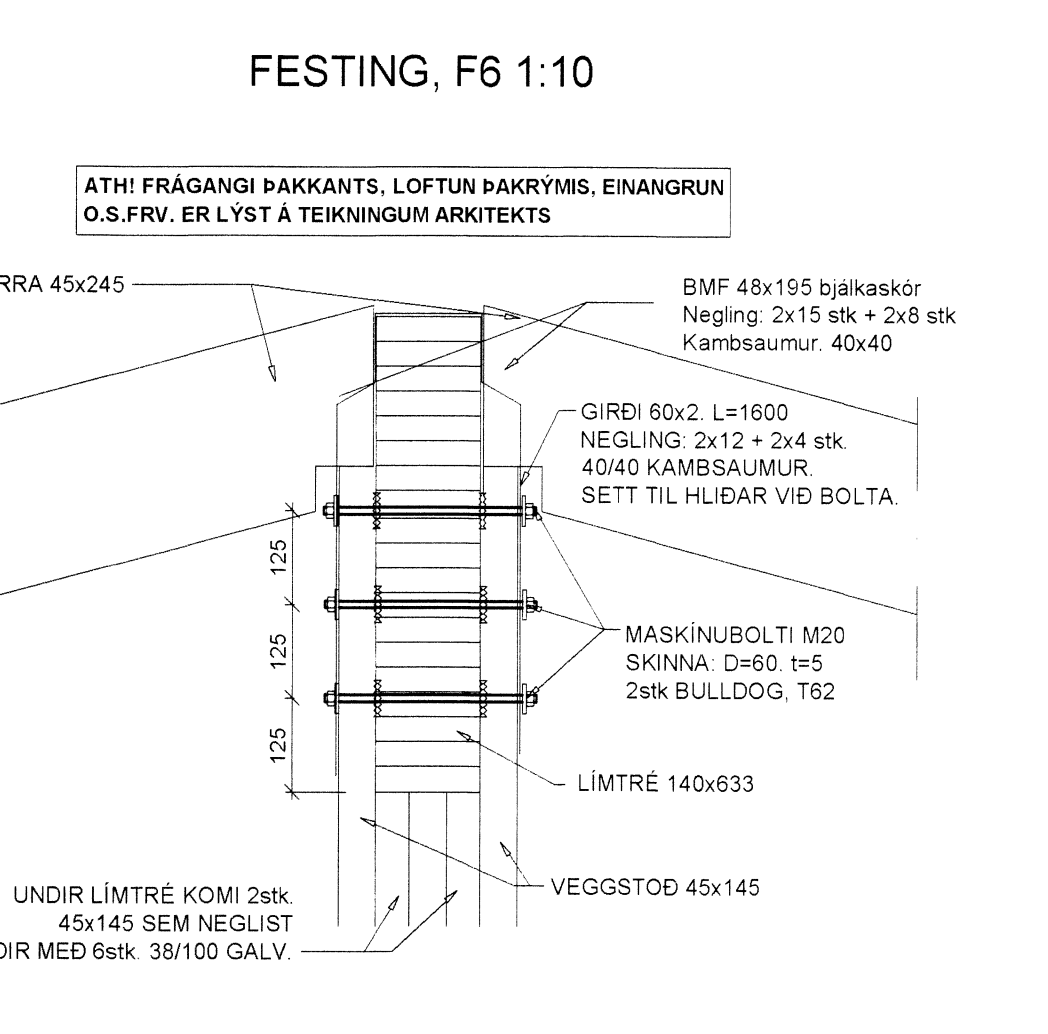 FESTING, F6 1:10
ATH! FRÁGANGI ÞAKKANTS, LOFTUN ÞAKRÝMIS, EINANGRUN
O.S.FRV. ER LÝST Á TEIKNINGUM ARKITEKTS
RRA 45x245
BMF 48x195 bjálkaskór
Negling: 2x15 stk + 2x8 stk
Kambsaumur. 40x40
GIRÐI 60x2. L=1600
NEGLING: 2x12 + 2x4 stk.
40/40 KAMBSAUMUR.
SETT TIL HLIÐAR VIÐ BOLTA.
125
125
125
MASKÍNUBOLTI M20
SKINNA: D=60. t=5
2stk BULLDOG, T62
LÍMTRÉ 140x633
VEGGSTOÐ 45x145
UNDIR LÍMTRÉ KOMI 2stk.
45x145 SEM NEGLIST
DIR MEÐ 6stk. 38/100 GALV.